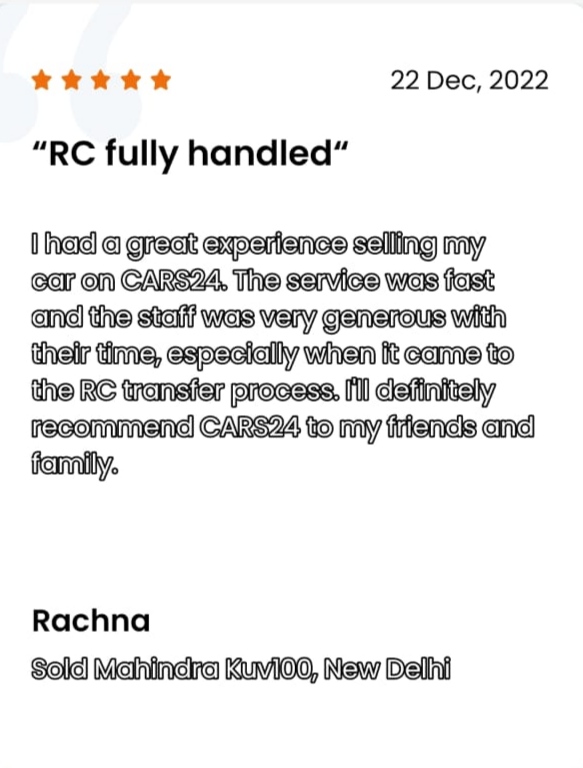 22 Dec, 2022
“RC fully handled“
I had a great experience selling my
car on CARS24. The service was fast
and the staff was very generous with
their time, especially when it came to
the RC transfer process. I'll definitely
recommend CARS24 to my friends and
family.
Rachna
Sold Mahindra Kuv100, New Delhi